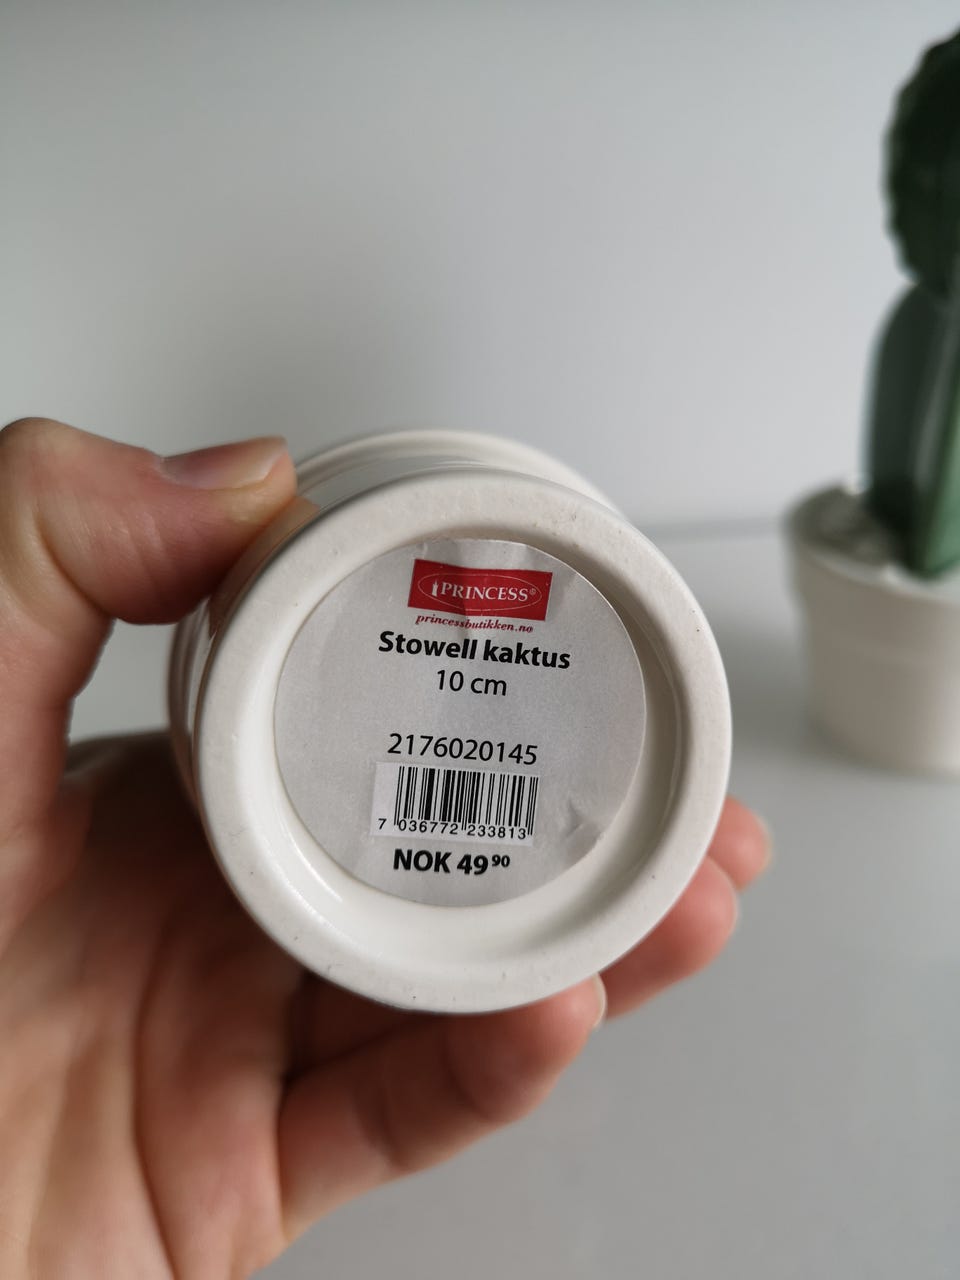 PRINCESS®
princessbutikken.no
Stowell kaktus
10 cm
2176020145
7 036772 233813
NOK 49⁹⁰